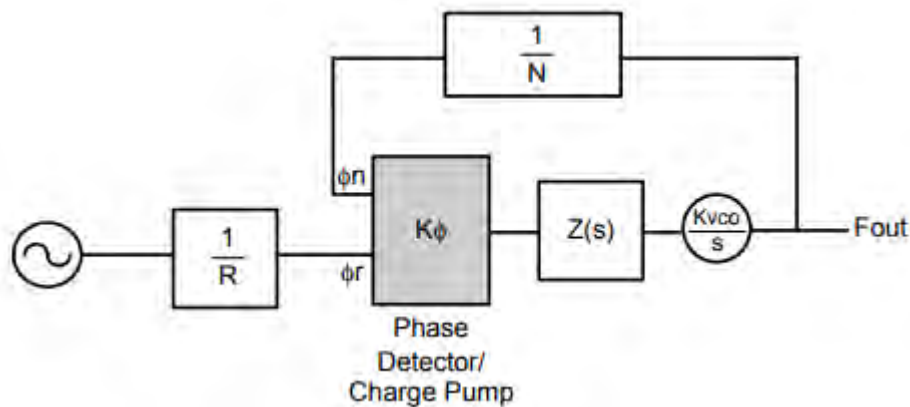 1
N
ϕn
Kϕ
Z(s)
Kvco
s
Fout
1
R
ϕr
Phase
Detector/
Charge Pump